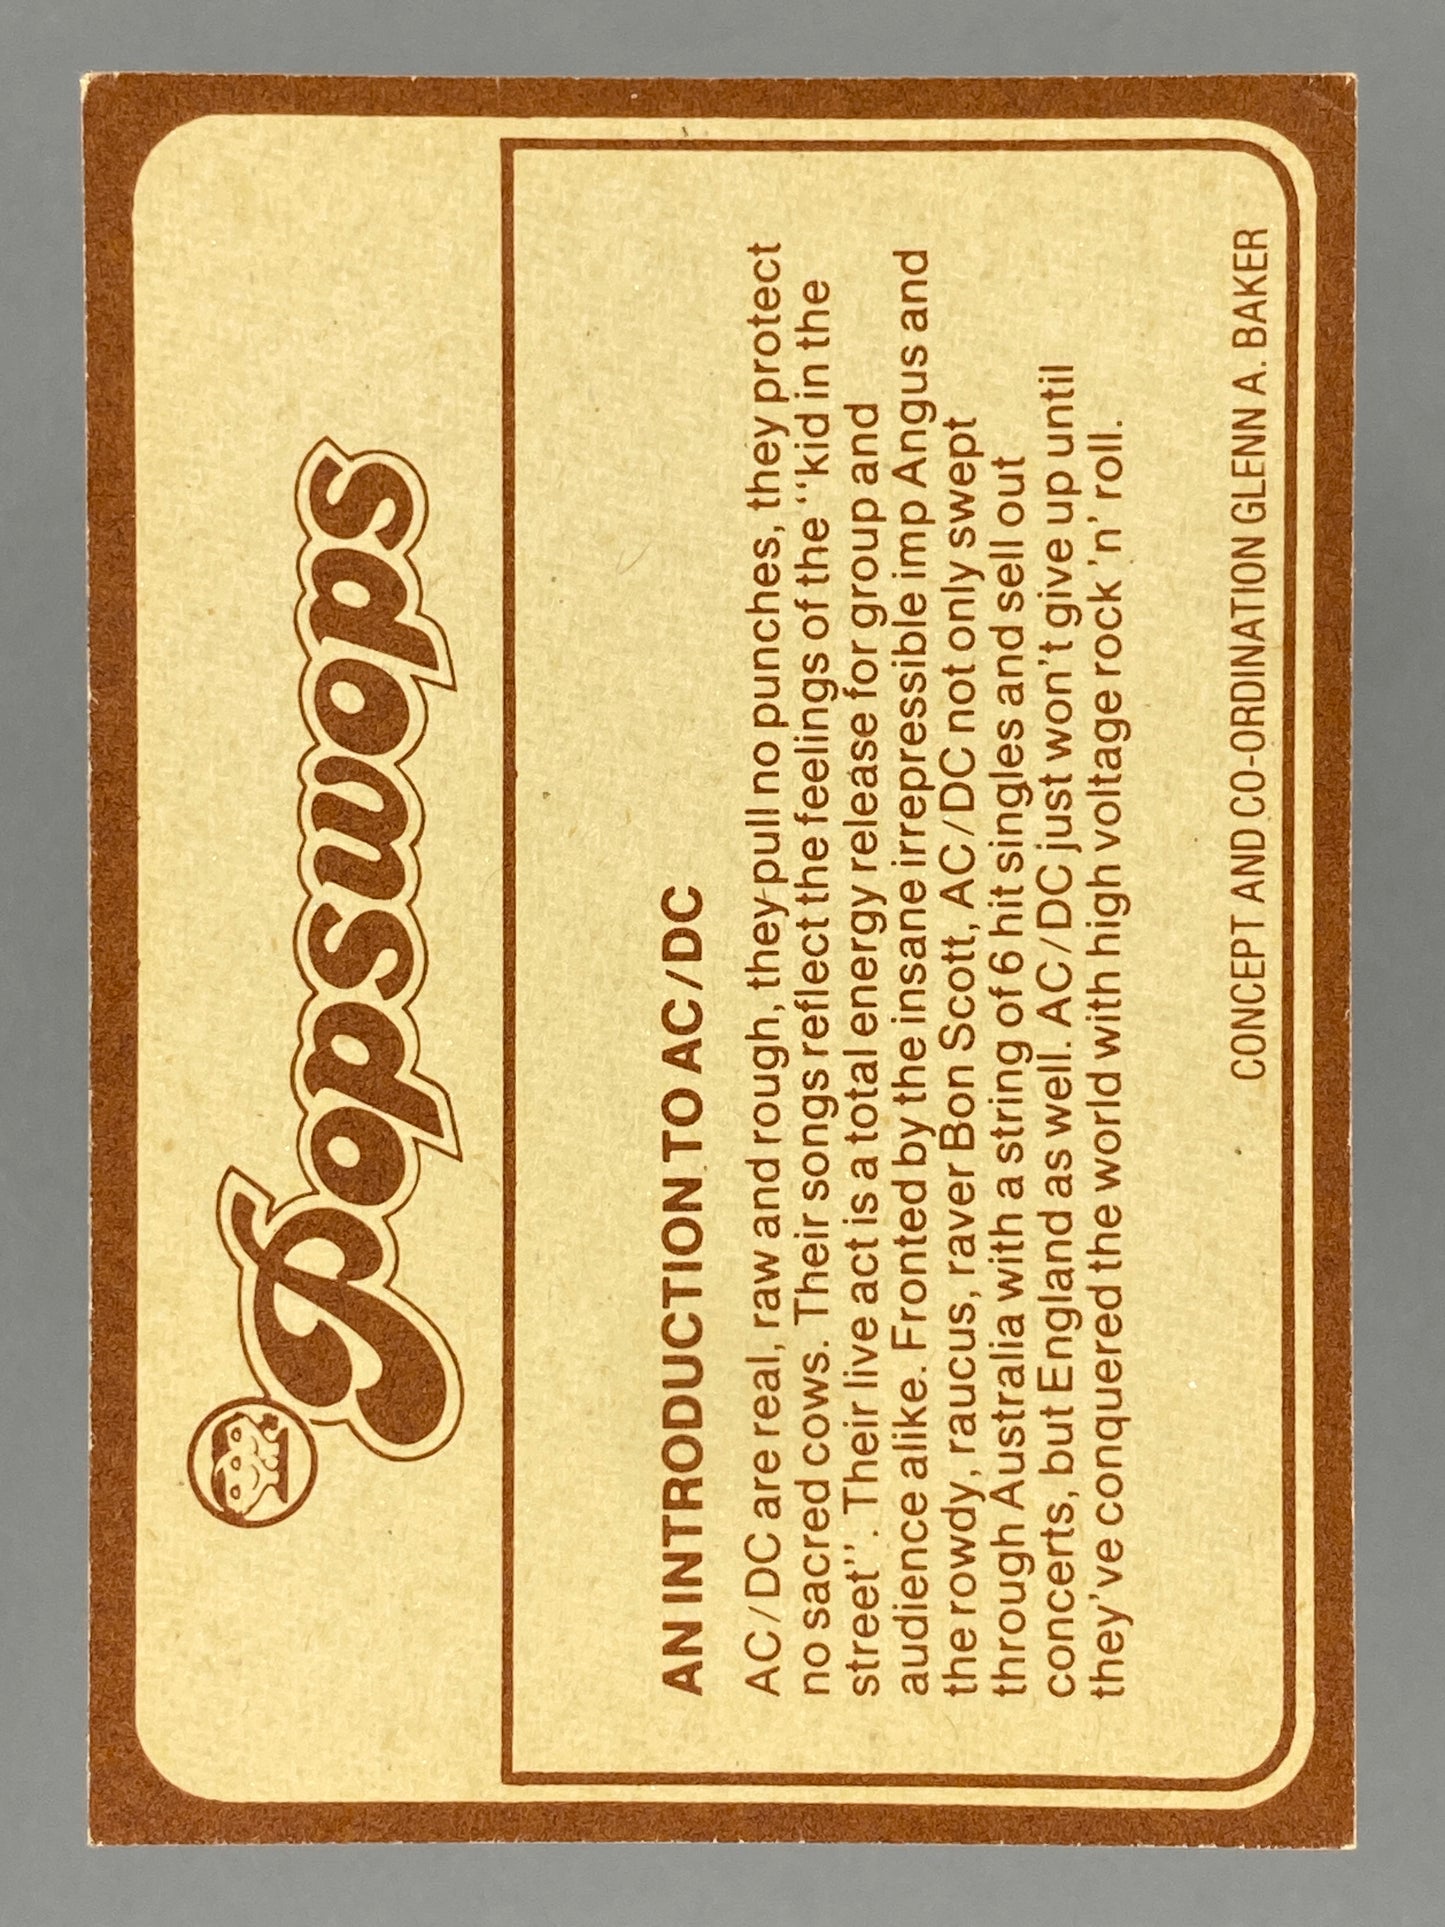 Popsnops
AN INTRODUCTION TO AC/DC
AC/DC are real, raw and rough, they pull no punches, they protect
no sacred cows. Their songs reflect the feelings of the "kid in the
street". Their live act is a total energy release for group and
audience alike. Fronted by the insane irrepressible imp Angus and
the rowdy, raucus, raver Bon Scott, AC/DC not only swept
through Australia with a string of 6 hit singles and sell out
concerts, but England as well. AC/DC just won't give up until
they've conquered the world with high voltage rock 'n' roll.
CONCEPT AND CO-ORDINATION GLENN A. BAKER